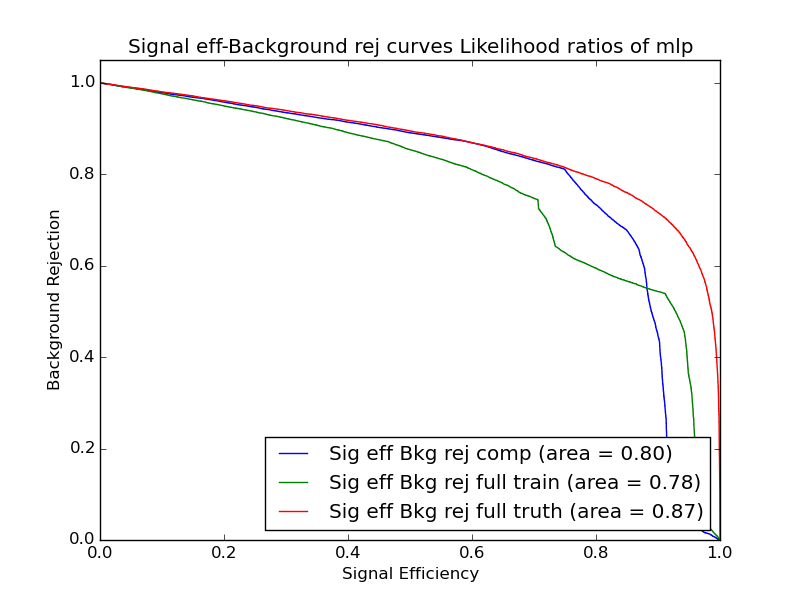 Signal eff-Background rej curves Likelihood ratios of mlp
1.0
0.8
0.6
0.4
0.2
0.0
Background Rejection
Sig eff Bkg rej comp (area = 0.80)
Sig eff Bkg rej full train (area = 0.78)
Sig eff Bkg rej full truth (area = 0.87)
0.0 0.2 0.4 0.6 0.8 1.0
Signal Efficiency